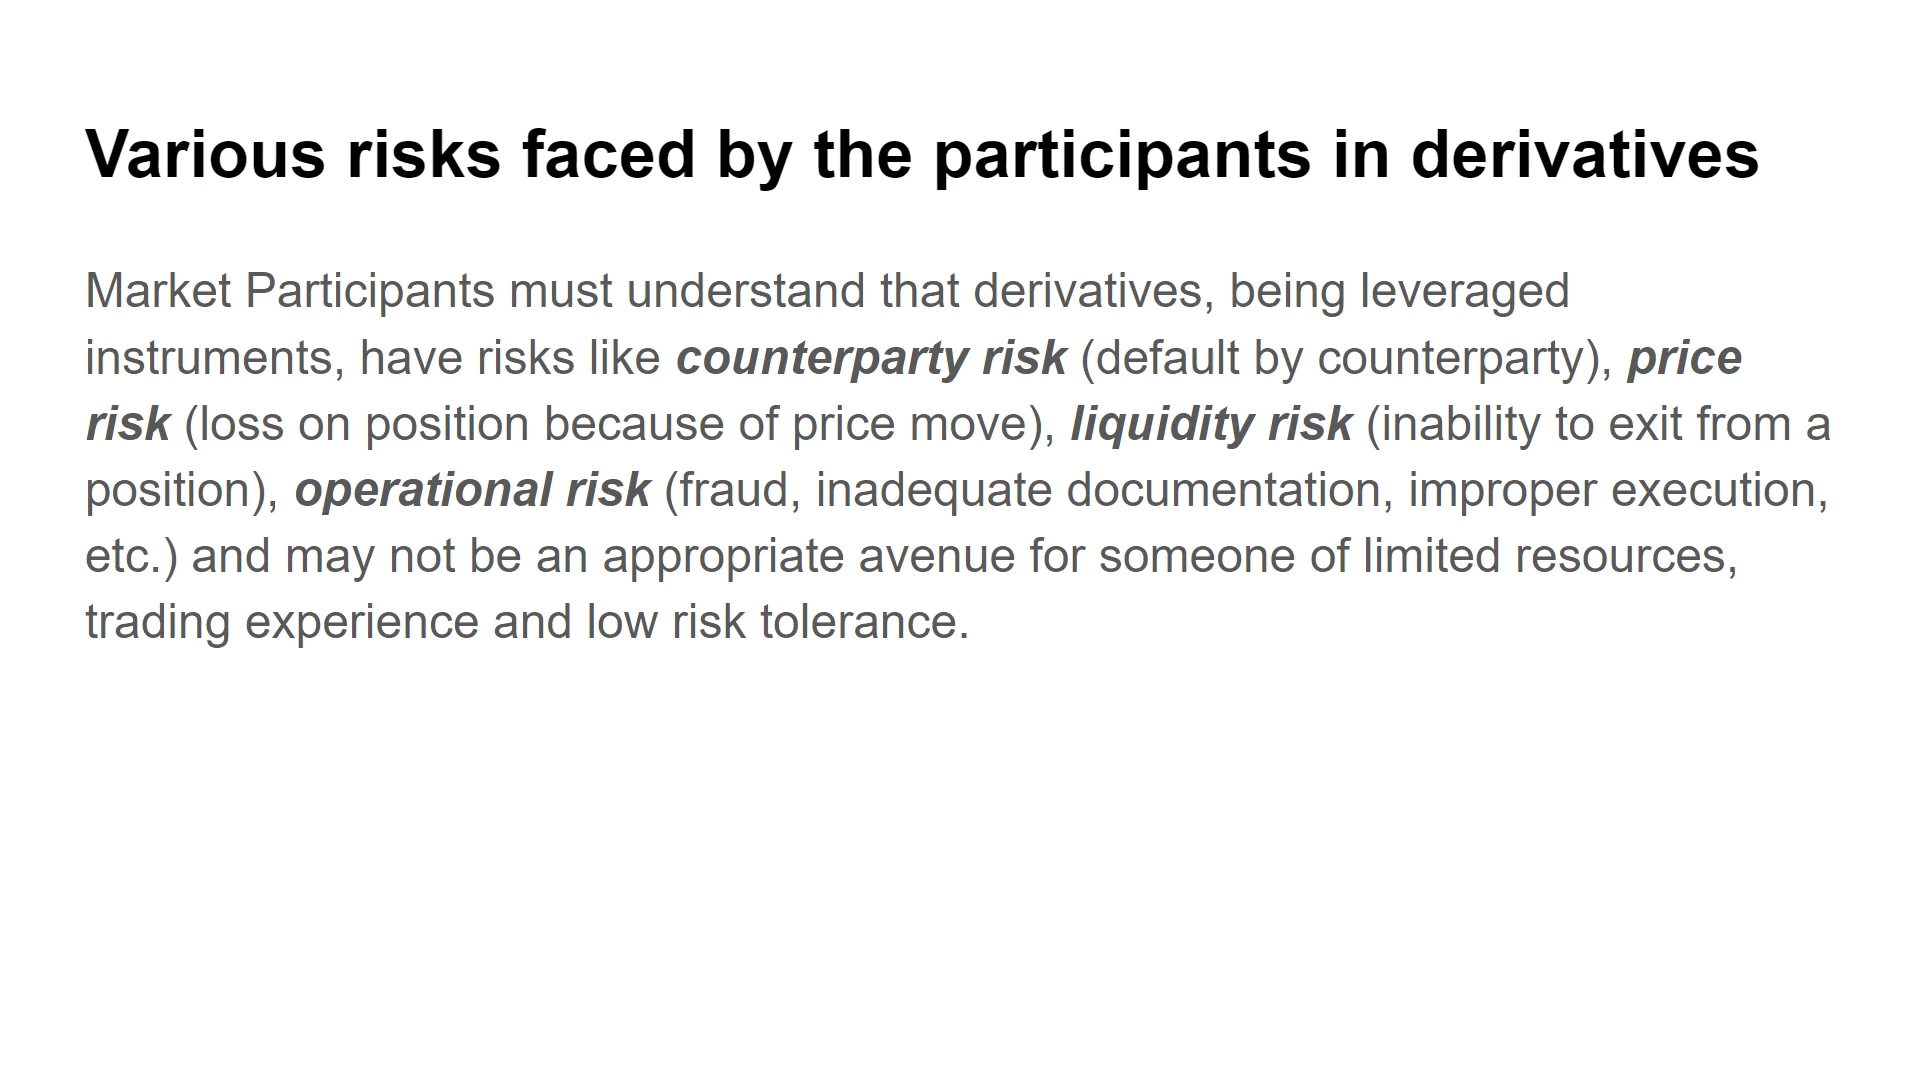 Various risks faced by the participants in derivatives
Market Participants must understand that derivatives, being leveraged
instruments, have risks like counterparty risk (default by counterparty), price
risk (loss on position because of price move), liquidity risk (inability to exit from a
position), operational risk (fraud, inadequate documentation, improper execution,
etc.) and may not be an appropriate avenue for someone of limited resources,
trading experience and low risk tolerance.